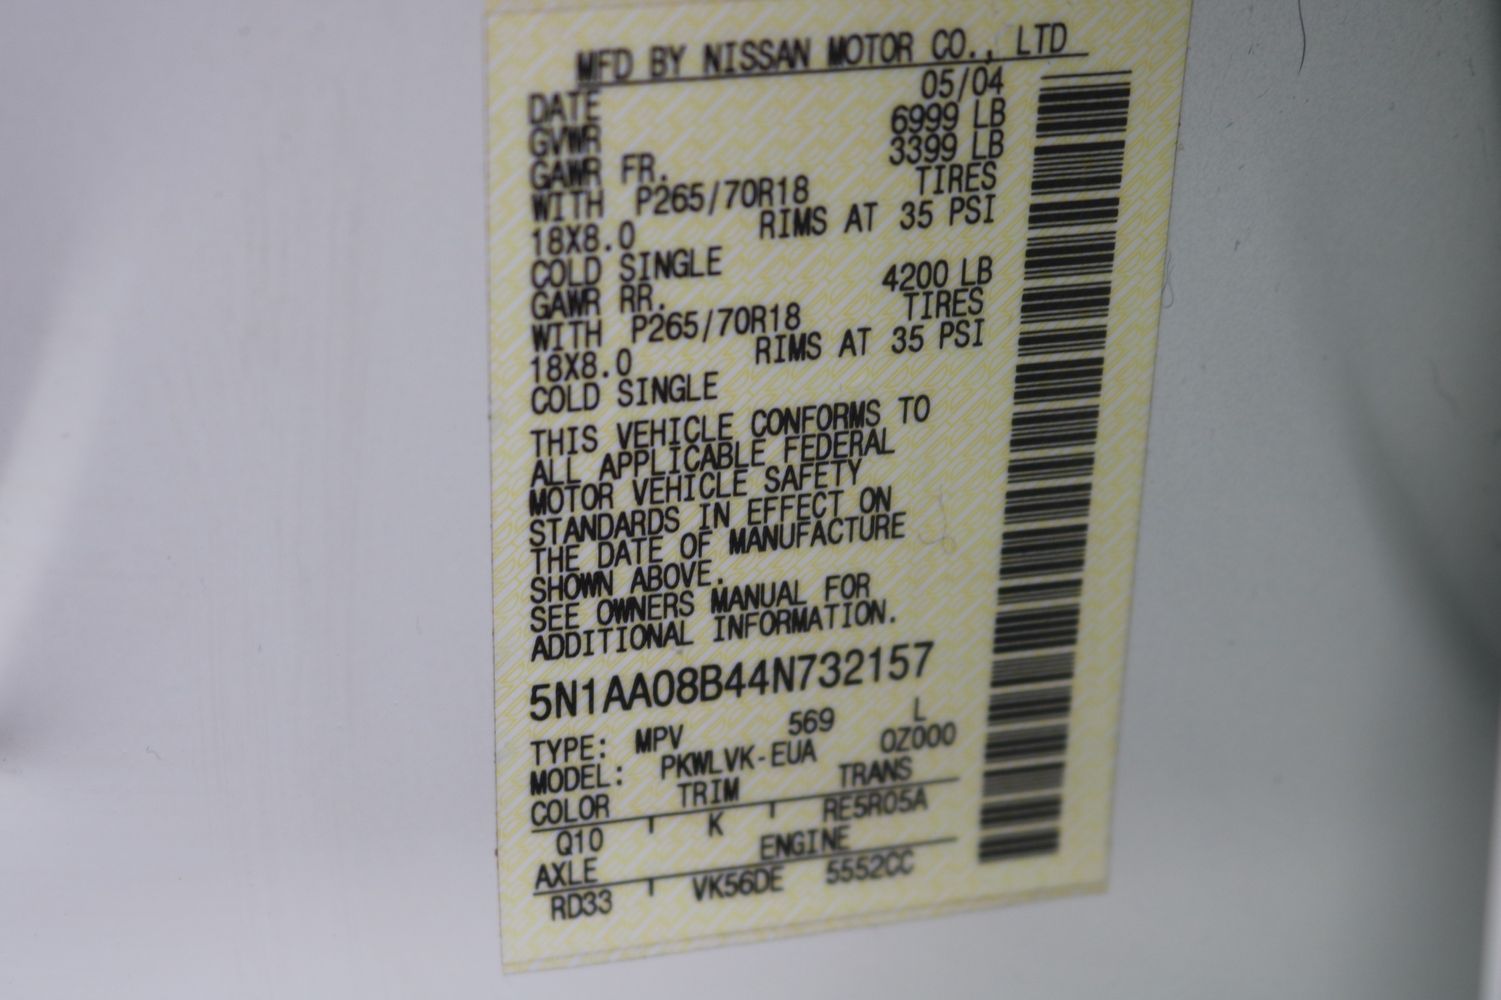 MFD BY NISSAN MOTOR CO., LTD
DATE 05/04
GVWR 6999 LB
GAWR FR. 3399 LB
WITH P265/70R18 TIRES
18X8.0 RIMS AT 35 PSI
COLD SINGLE
GAWR RR. 4200 LB
WITH P265/70R18 TIRES
18X8.0 RIMS AT 35 PSI
COLD SINGLE
THIS VEHICLE CONFORMS TO
ALL APPLICABLE FEDERAL
MOTOR VEHICLE SAFETY
STANDARDS IN EFFECT ON
THE DATE OF MANUFACTURE
SHOWN ABOVE.
SEE OWNERS MANUAL FOR
ADDITIONAL INFORMATION.
5N1AA08B44N732157
TYPE: MPV 569 L
MODEL: PKWLVK-EUA OZ000
COLOR TRIM TRANS
Q10 K RE5R05A
AXLE ENGINE
RD33 VK56DE 5552CC